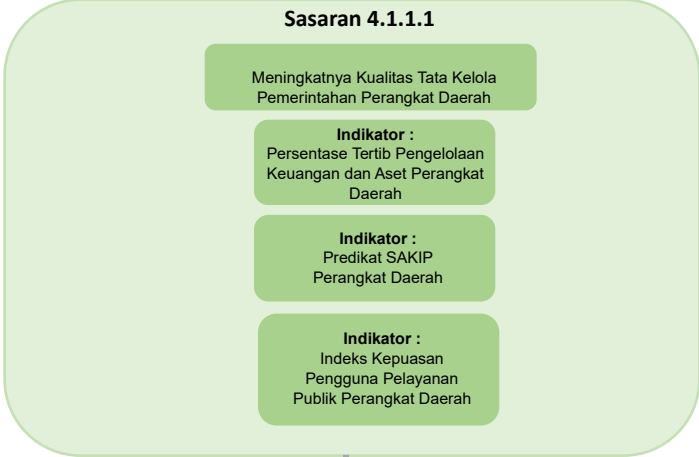 Sasaran 4.1.1.1
Meningkatnya Kualitas Tata Kelola
Pemerintahan Perangkat Daerah
Indikator :
Persentase Tertib Pengelolaan
Keuangan dan Aset Perangkat
Daerah
Indikator :
Predikat SAKIP
Perangkat Daerah
Indikator :
Indeks Kepuasan
Pengguna Pelayanan
Publik Perangkat Daerah